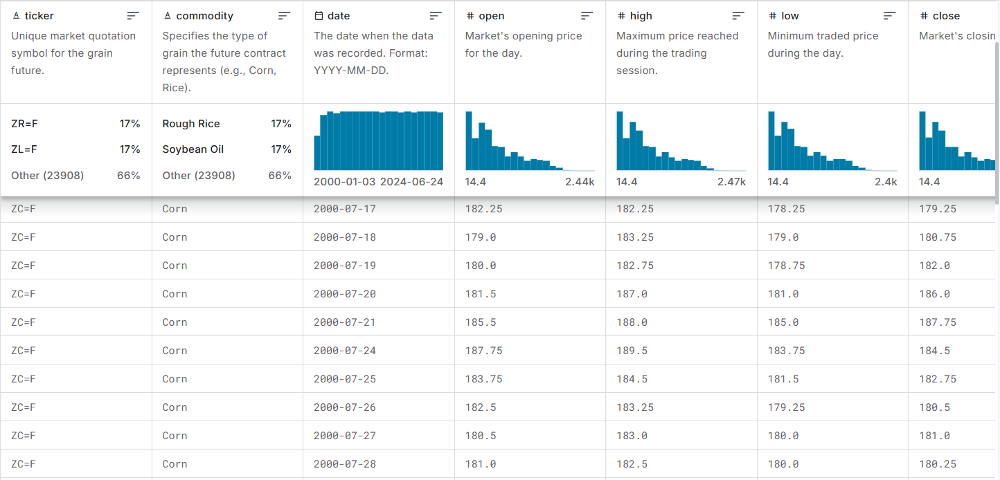 ticker commodity date open high low close
Unique market quotation Specifies the type of The date when the data Market's opening price Maximum price reached Minimum traded price Market's closin
symbol for the grain grain the future contract was recorded. Format: for the day. during the trading during the day.
future. represents (e.g., Corn, YYYY-MM-DD. session.
Rice).
ZR=F 17% Rough Rice 17%
ZL=F 17% Soybean Oil 17%
Other (23908) 66% Other (23908) 66%
2000-01-03 2024-06-24 14.4 2.44k 14.4 2.47k 14.4 2.4k 14.4
ZC=F Corn 2000-07-17 182.25 182.25 178.25 179.25
ZC=F Corn 2000-07-18 179.0 183.25 179.0 180.75
ZC=F Corn 2000-07-19 180.0 182.75 178.75 182.0
ZC=F Corn 2000-07-20 181.5 187.0 181.0 186.0
ZC=F Corn 2000-07-21 185.5 188.0 185.0 187.75
ZC=F Corn 2000-07-24 187.75 189.5 183.75 184.5
ZC=F Corn 2000-07-25 183.75 184.5 181.5 182.75
ZC=F Corn 2000-07-26 182.5 183.25 179.25 180.5
ZC=F Corn 2000-07-27 180.5 183.0 180.0 181.0
ZC=F Corn 2000-07-28 181.0 182.5 180.0 180.25